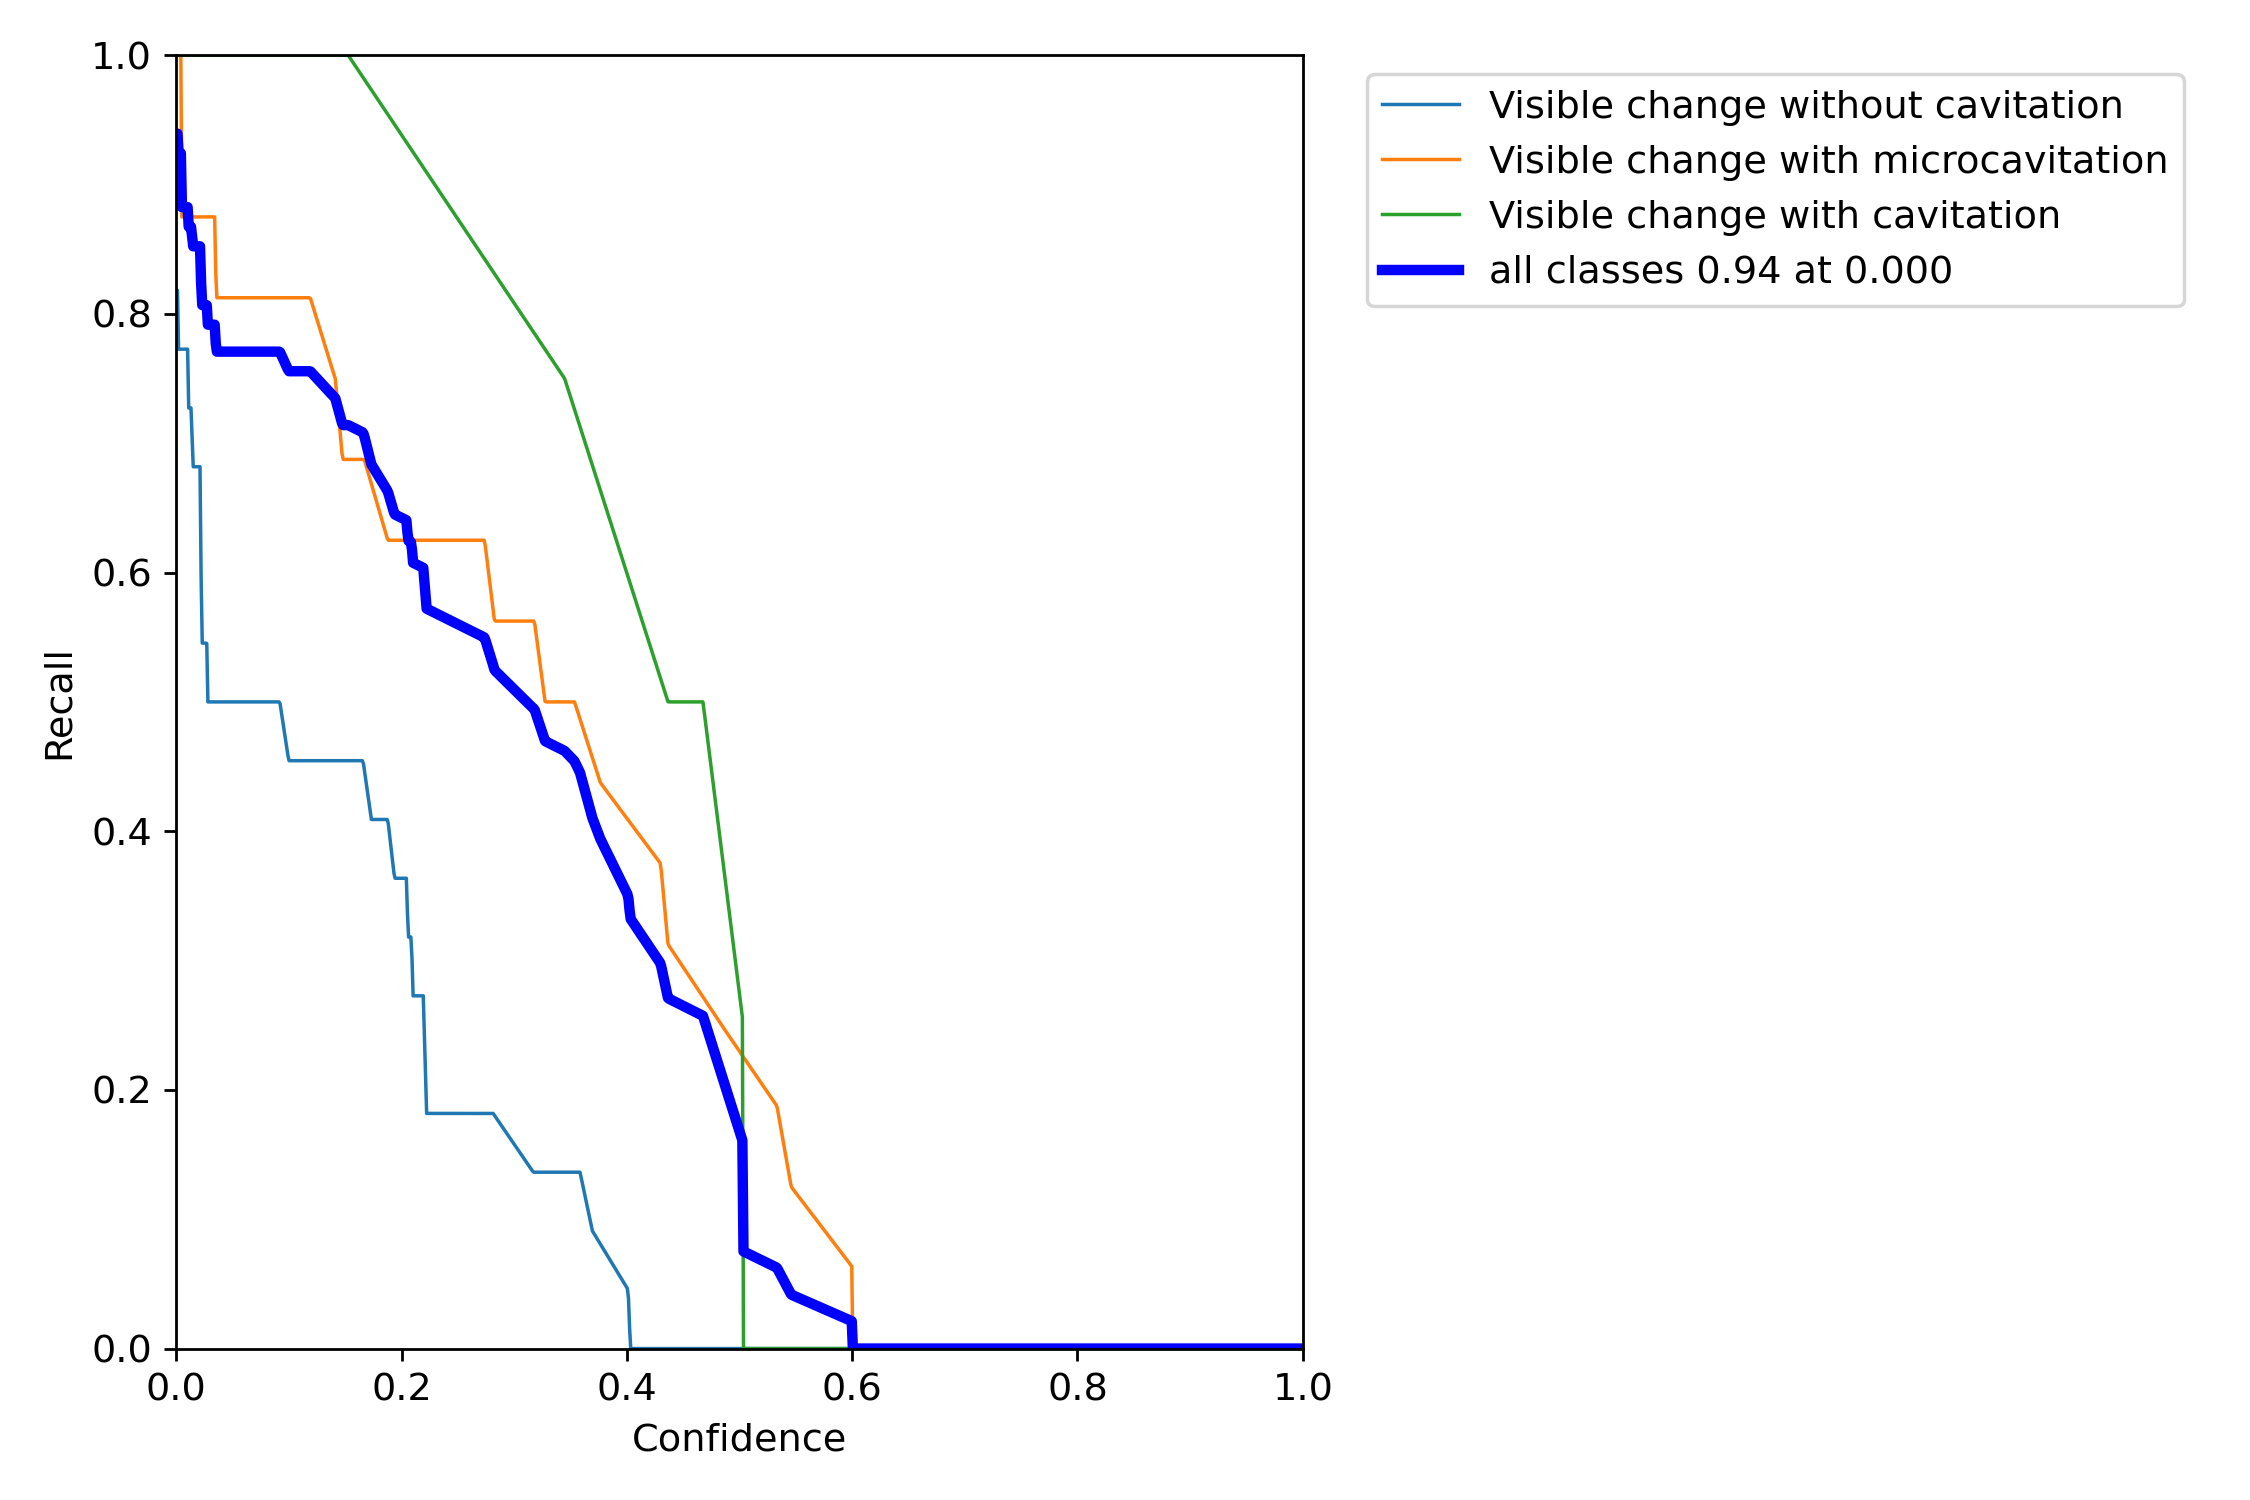 1.0
0.8
0.6
0.4
0.2
0.0
Recall
0.0 0.2 0.4 0.6 0.8 1.0
Confidence
Visible change without cavitation
Visible change with microcavitation
Visible change with cavitation
all classes 0.94 at 0.000